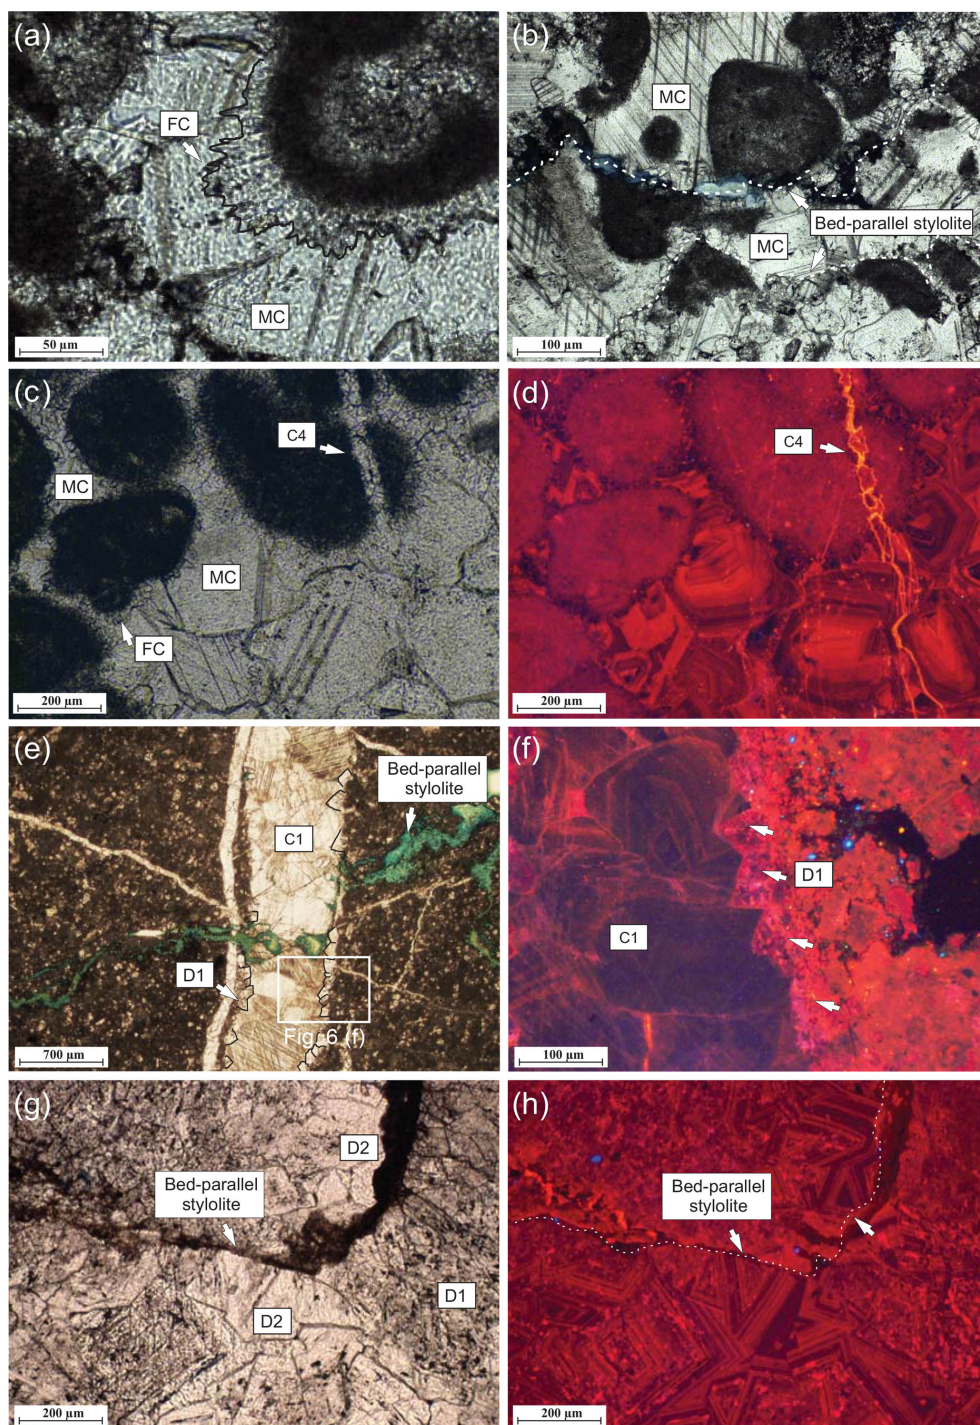 (a)
FC
MC
50 µm
(b)
MC
Bed-parallel stylolite
MC
100 µm
(c)
C4
MC
MC
FC
200 µm
(d)
C4
200 µm
(e)
Bed-parallel
stylolite
C1
D1
Fig. 6 (f)
700 µm
(f)
D1
C1
100 µm
(g)
D2
Bed-parallel
stylolite
D1
D2
200 µm
(h)
Bed-parallel
stylolite
200 µm